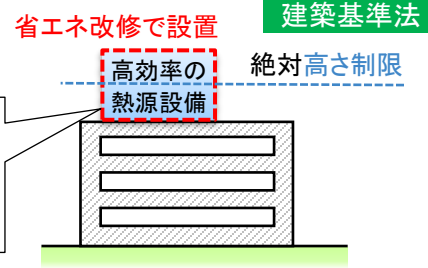 建築基準法
省エネ改修で設置
絶対高さ制限
高効率の
熱源設備